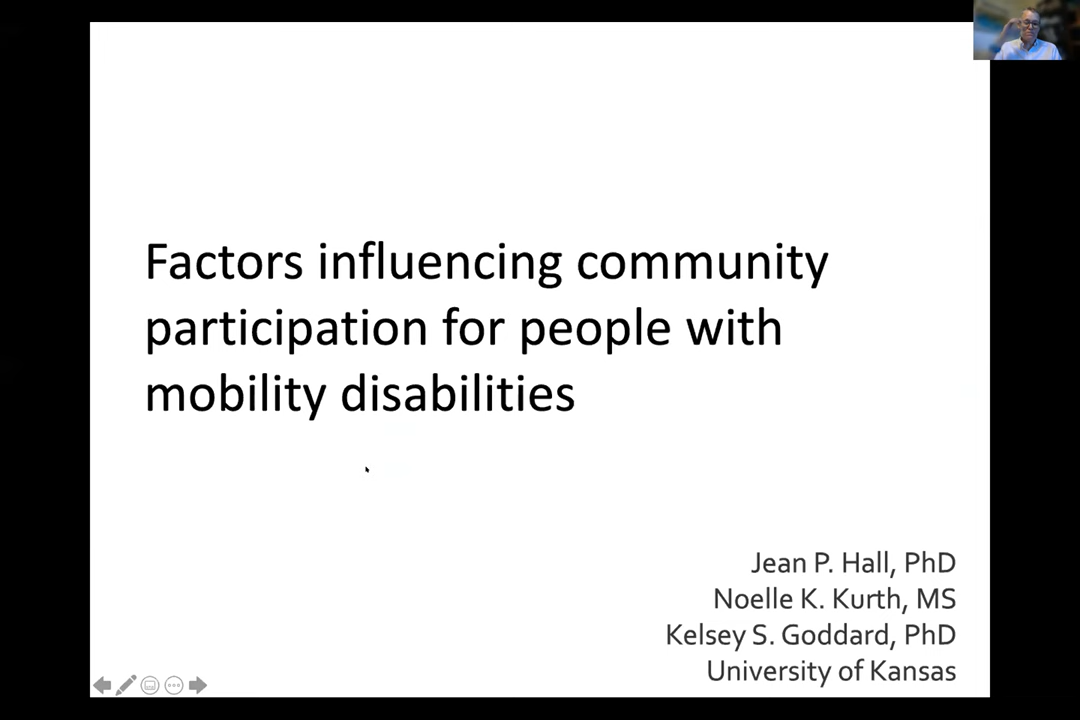 Factors influencing community
participation for people with
mobility disabilities
Jean P. Hall, PhD
Noelle K. Kurth, MS
Kelsey S. Goddard, PhD
University of Kansas